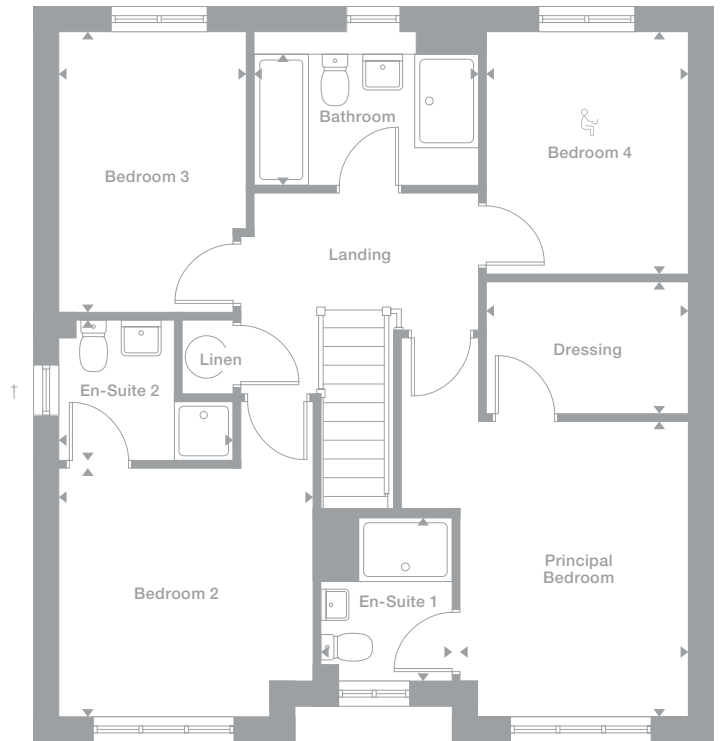 Bathroom
Bedroom 4
Bedroom 3
Landing
Dressing
Linen
En-Suite 2
†
Principal
Bedroom
Bedroom 2
En-Suite 1